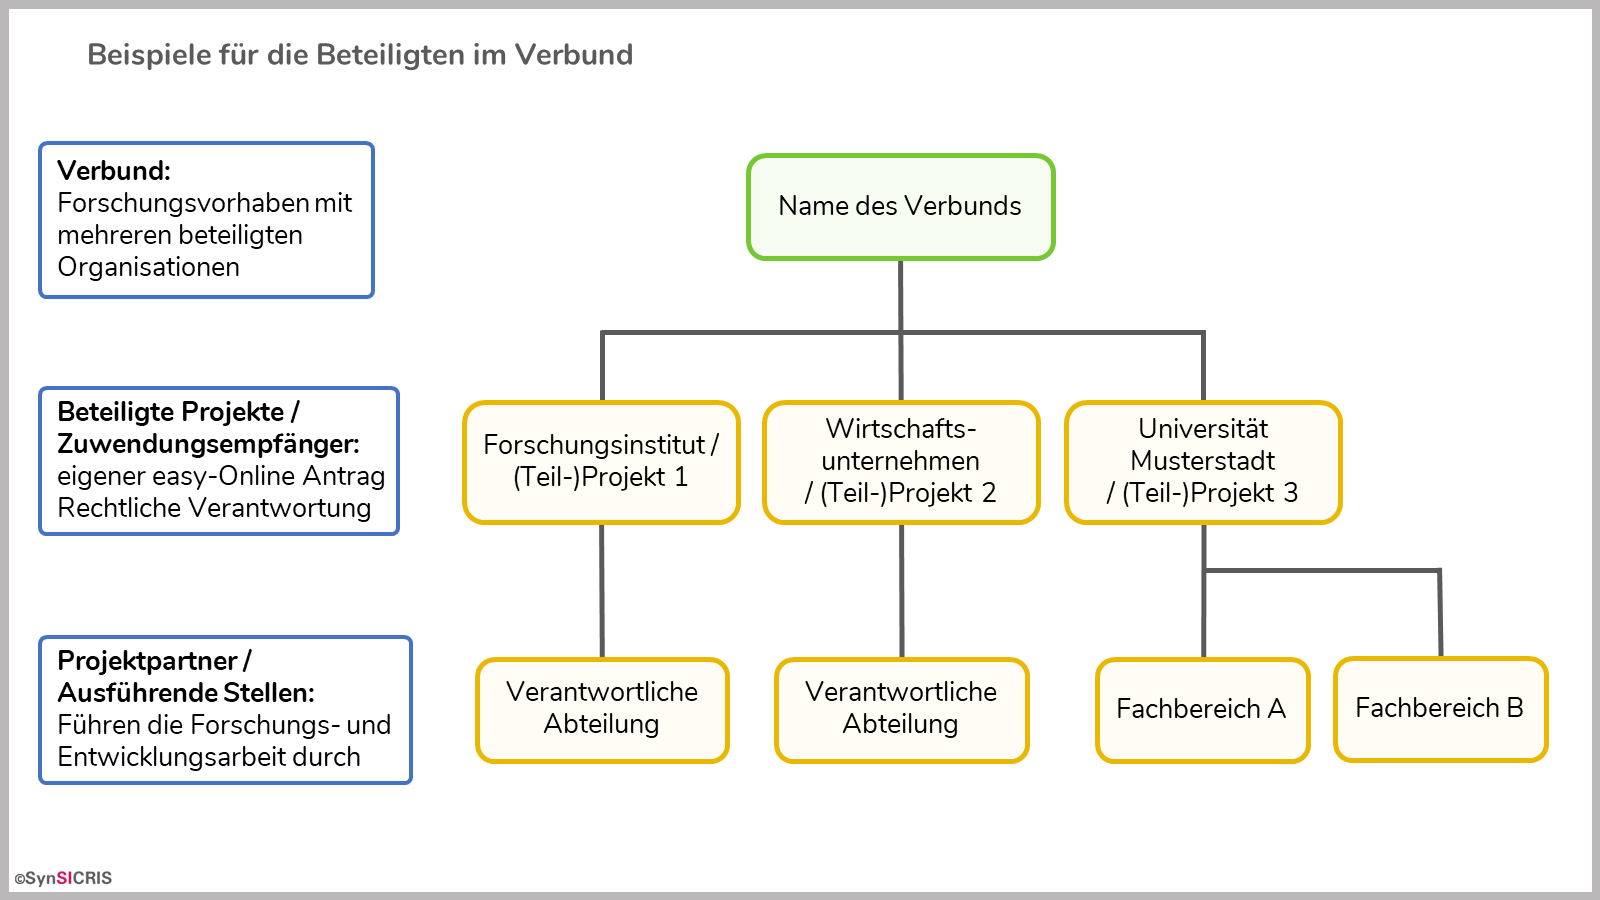 Beispiele für die Beteiligten im Verbund
Verbund:
Forschungsvorhaben mit
mehreren beteiligten
Organisationen
Name des Verbunds
Beteiligte Projekte /
Zuwendungsempfänger:
eigener easy-Online Antrag
Rechtliche Verantwortung
Forschungsinstitut /
(Teil-)Projekt 1
Wirtschafts-
unternehmen
/ (Teil-)Projekt 2
Universität
Musterstadt
/ (Teil-)Projekt 3
Projektpartner /
Ausführende Stellen:
Führen die Forschungs- und
Entwicklungsarbeit durch
Verantwortliche
Abteilung
Verantwortliche
Abteilung
Fachbereich A
Fachbereich B
©SynSICRIS